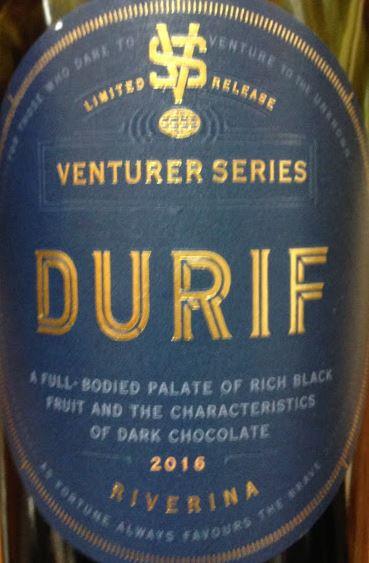 FOR THOSE WHO DARE TO VENTURE TO THE UNKNOWN
VS
LIMITED RELEASE
VENTURER SERIES
DURIF
A FULL-BODIED PALATE OF RICH BLACK
FRUIT AND THE CHARACTERISTICS
OF DARK CHOCOLATE
2016
RIVERINA
AS FORTUNE ALWAYS FAVOURS THE BRAVE